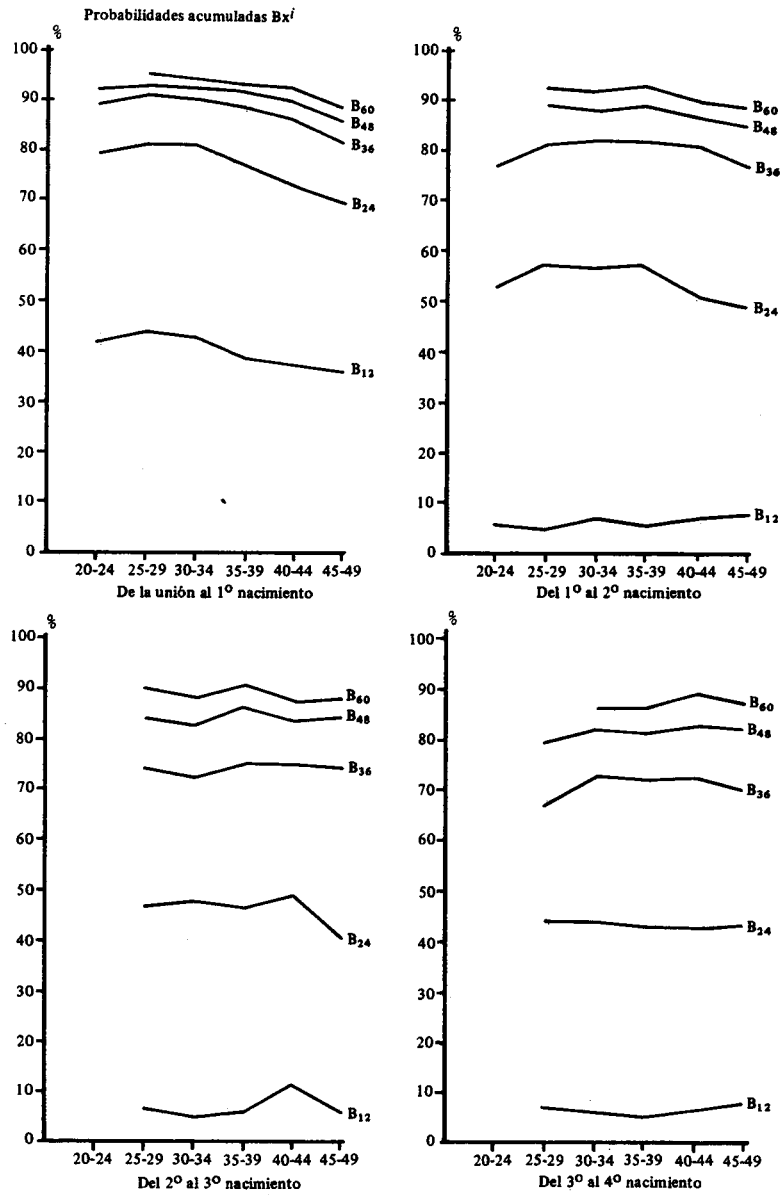 Probabilidades acumuladas Bxⁱ
%
100
90
80
70
60
50
40
30
20
10
0
B₆₀
B₄₈
B₃₆
B₂₄
B₁₂
20-24 25-29 30-34 35-39 40-44 45-49
De la unión al 1º nacimiento
%
100
90
80
70
60
50
40
30
20
10
0
B₆₀
B₄₈
B₃₆
B₂₄
B₁₂
20-24 25-29 30-34 35-39 40-44 45-49
Del 1º al 2º nacimiento
%
100
90
80
70
60
50
40
30
20
10
0
B₆₀
B₄₈
B₃₆
B₂₄
B₁₂
20-24 25-29 30-34 35-39 40-44 45-49
Del 2º al 3º nacimiento
%
100
90
80
70
60
50
40
30
20
10
0
B₆₀
B₄₈
B₃₆
B₂₄
B₁₂
20-24 25-29 30-34 35-39 40-44 45-49
Del 3º al 4º nacimiento